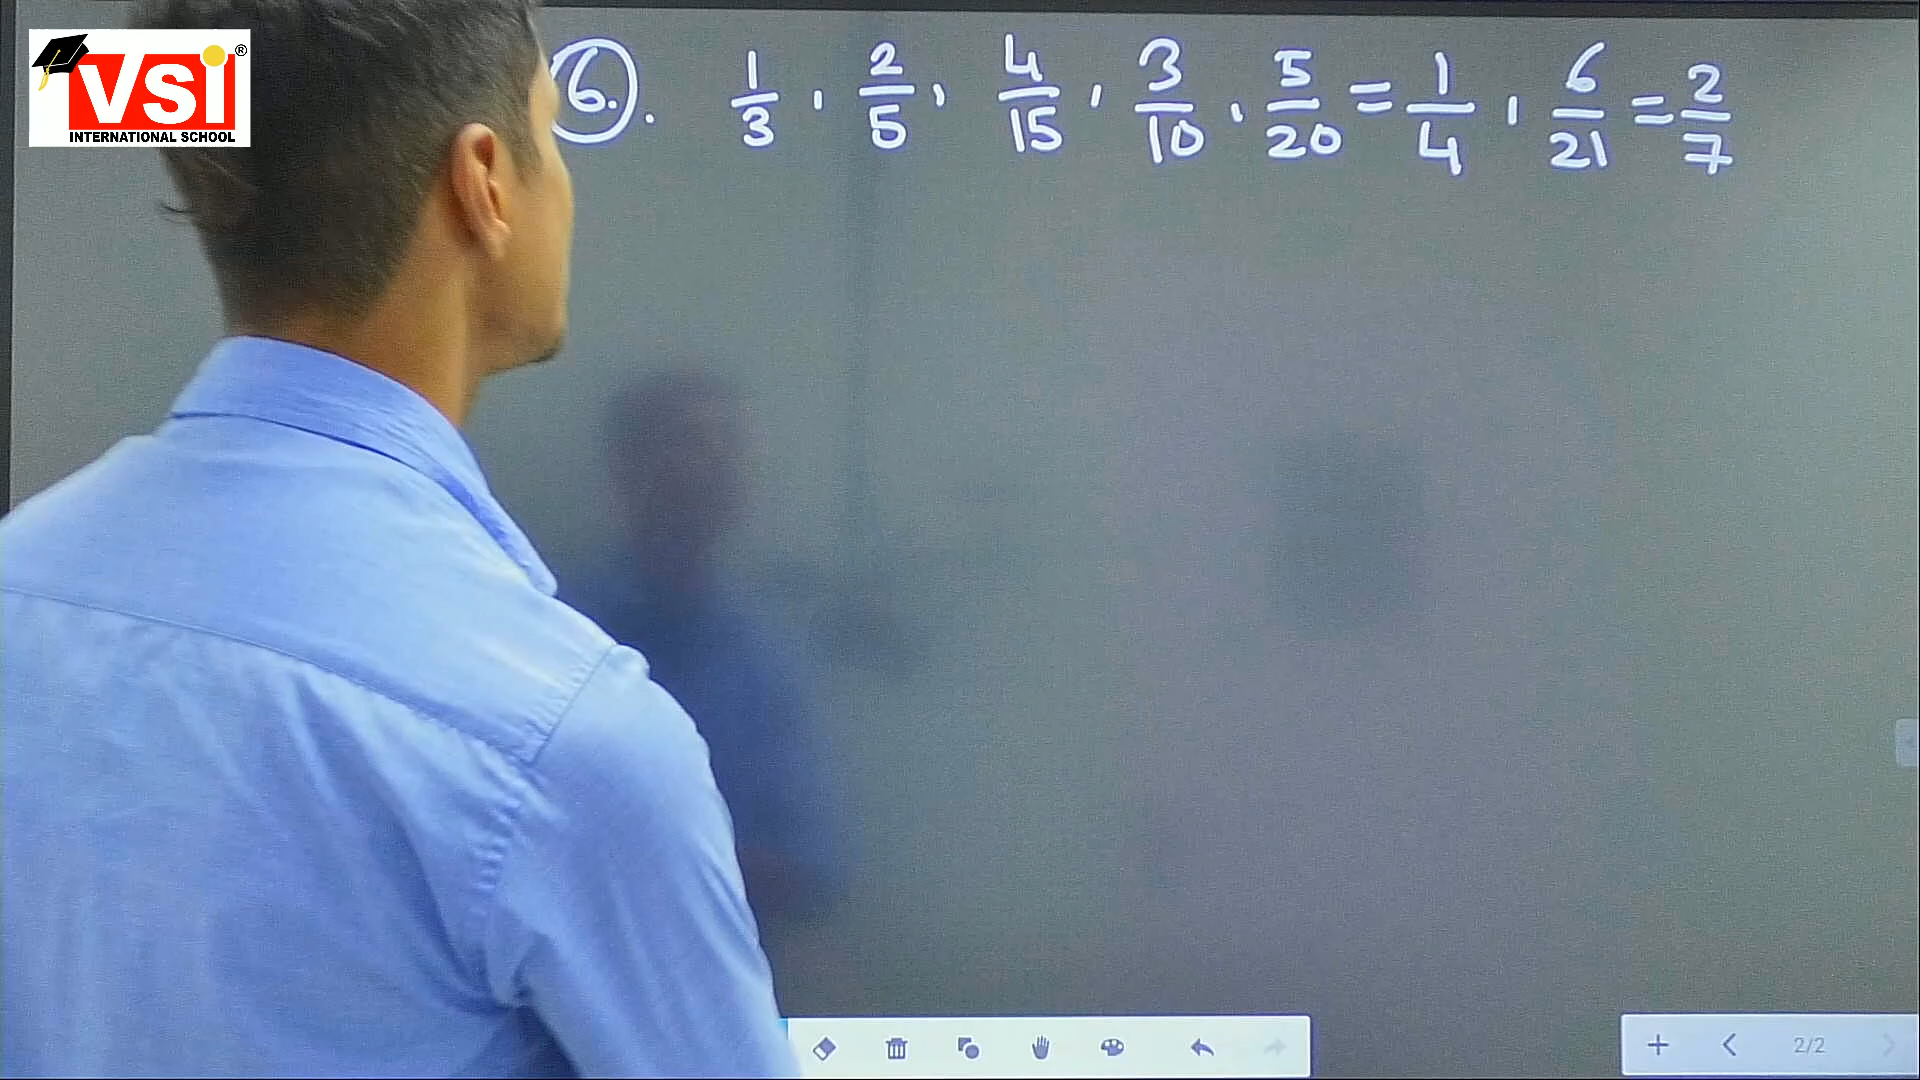 VSI ®
INTERNATIONAL SCHOOL
6. . 1/3 , 2/5 , 4/15 , 3/10 , 5/20 = 1/4 , 6/21 = 2/7
2/2